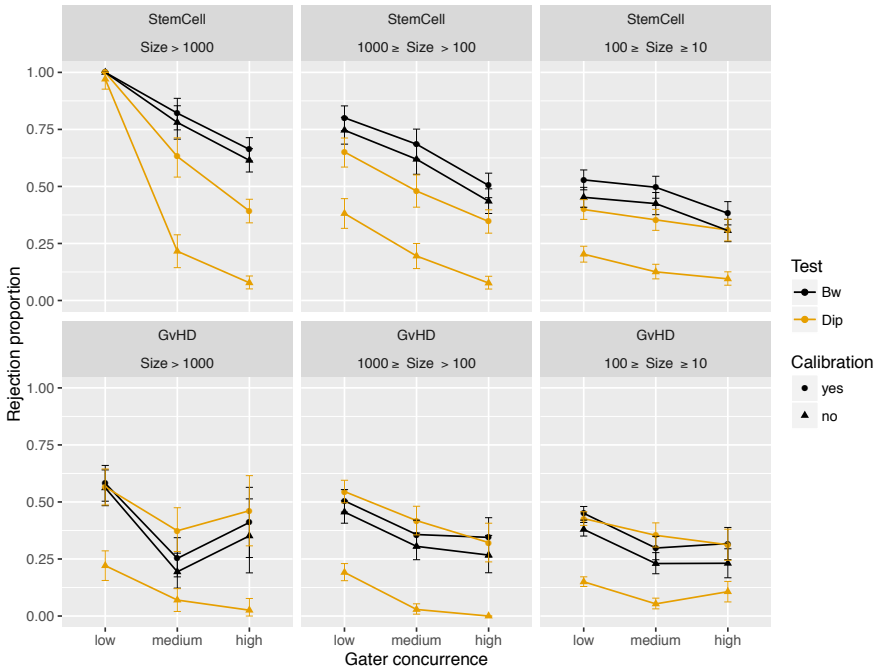 StemCell
Size > 1000
StemCell
1000 ≥ Size > 100
StemCell
100 ≥ Size ≥ 10
1.00
0.75
0.50
0.25
0.00
GvHD
Size > 1000
GvHD
1000 ≥ Size > 100
GvHD
100 ≥ Size ≥ 10
1.00
0.75
0.50
0.25
0.00
low medium high
low medium high
low medium high
Gater concurrence
Rejection proportion
Test
Bw
Dip
Calibration
yes
no